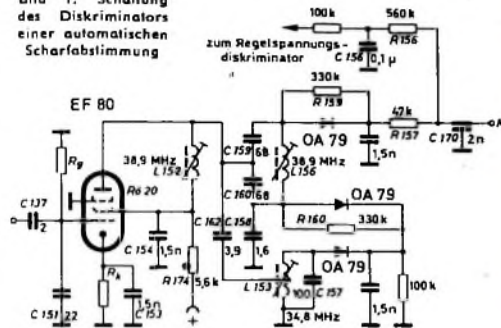 des Diskriminators
einer automatischen
Scharfabstimmung
100k
560k
R156
zum Regelspannungs-
diskriminator
C156
0,1 µ
330k
R159
EF 80
42k
R157
A
C170
2n
OA 79
1,5n
C159
68
38,9 MHz
L152
38,9 MHz
L156
Rg
C160
68
OA 79
C137
2
Rö 20
C162
C158
R160
330k
C154
1,5n
3,9
1,6
OA 79
R174
5,6k
L153
100
C157
100k
Rk
1,5n
C153
1,5n
C151
22
+
34,8 MHz